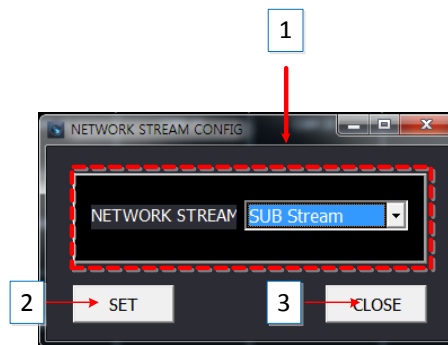 1
NETWORK STREAM CONFIG
NETWORK STREAM SUB Stream
2 SET 3 CLOSE